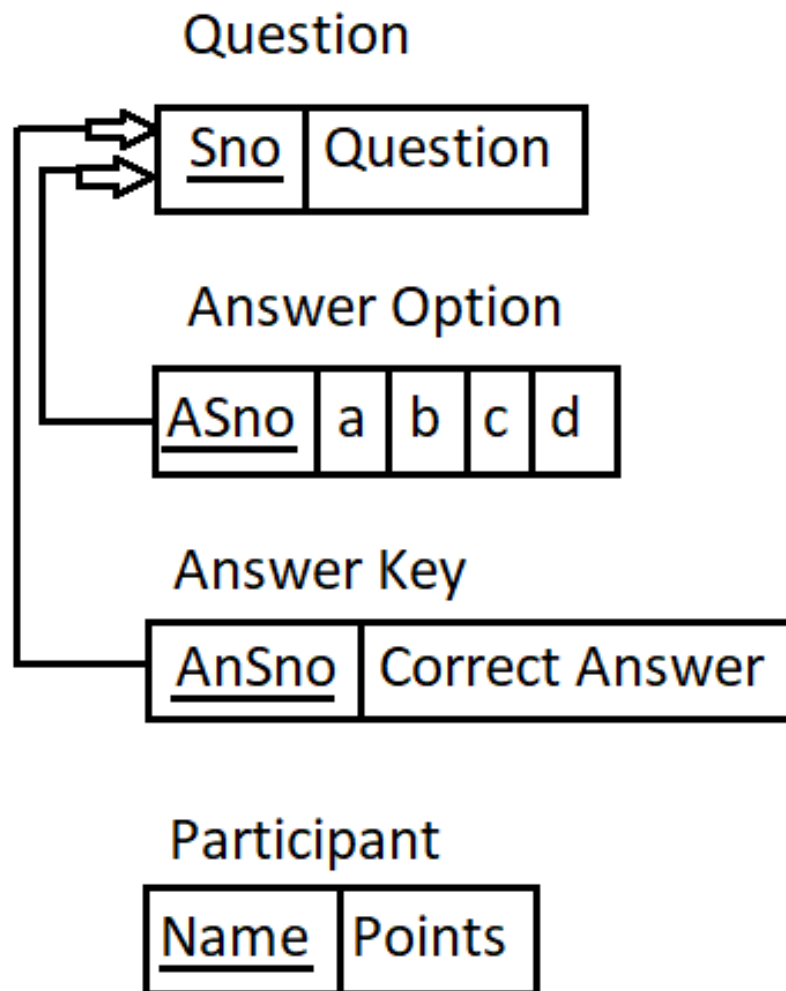 Question
Sno Question
Answer Option
ASno a b c d
Answer Key
AnSno Correct Answer
Participant
Name Points